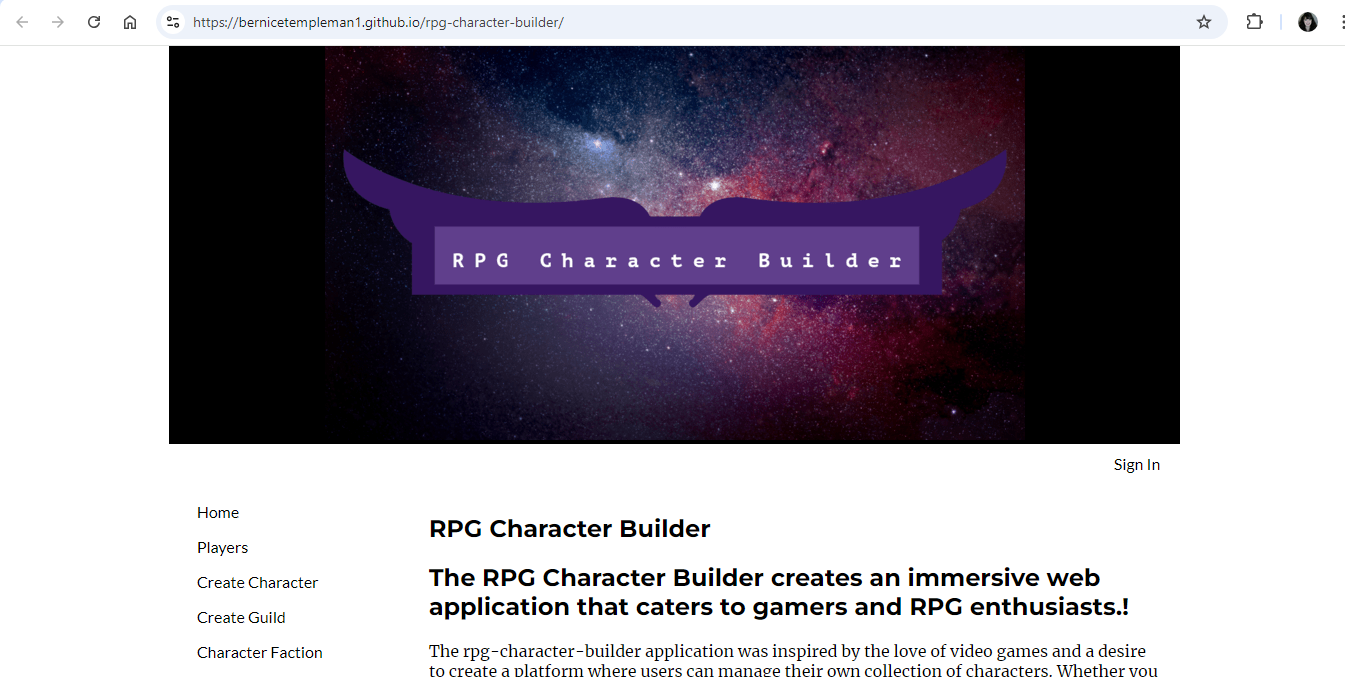 https://bernicetempleman1.github.io/rpg-character-builder/
RPG Character Builder
Sign In
Home
Players
Create Character
Create Guild
Character Faction
RPG Character Builder
The RPG Character Builder creates an immersive web
application that caters to gamers and RPG enthusiasts.!
The rpg-character-builder application was inspired by the love of video games and a desire
to create a platform where users can manage their own collection of characters. Whether you